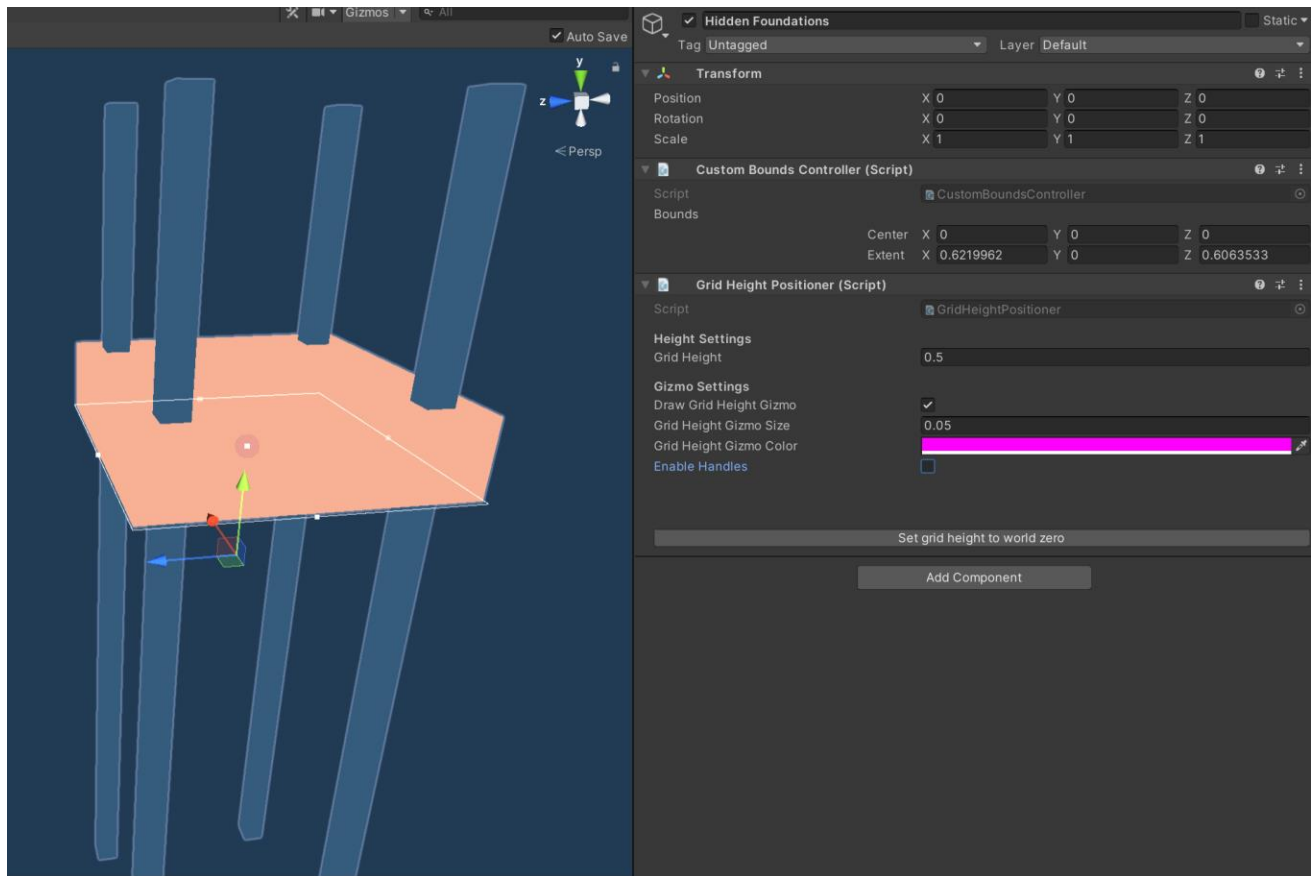 Gizmos All
Auto Save
y
z
Persp
Hidden Foundations Static
Tag Untagged Layer Default
Transform
Position X 0 Y 0 Z 0
Rotation X 0 Y 0 Z 0
Scale X 1 Y 1 Z 1
Custom Bounds Controller (Script)
Script CustomBoundsController
Bounds
Center X 0 Y 0 Z 0
Extent X 0.6219962 Y 0 Z 0.6063533
Grid Height Positioner (Script)
Script GridHeightPositioner
Height Settings
Grid Height 0.5
Gizmo Settings
Draw Grid Height Gizmo
Grid Height Gizmo Size 0.05
Grid Height Gizmo Color
Enable Handles
Set grid height to world zero
Add Component